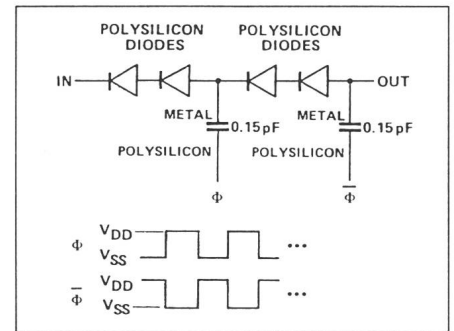 POLYSILICON DIODES
POLYSILICON DIODES
IN
OUT
METAL
0.15pF
METAL
0.15pF
POLYSILICON
POLYSILICON
Φ
Φ̅
Φ
VDD
VSS
...
Φ̅
VDD
VSS
...